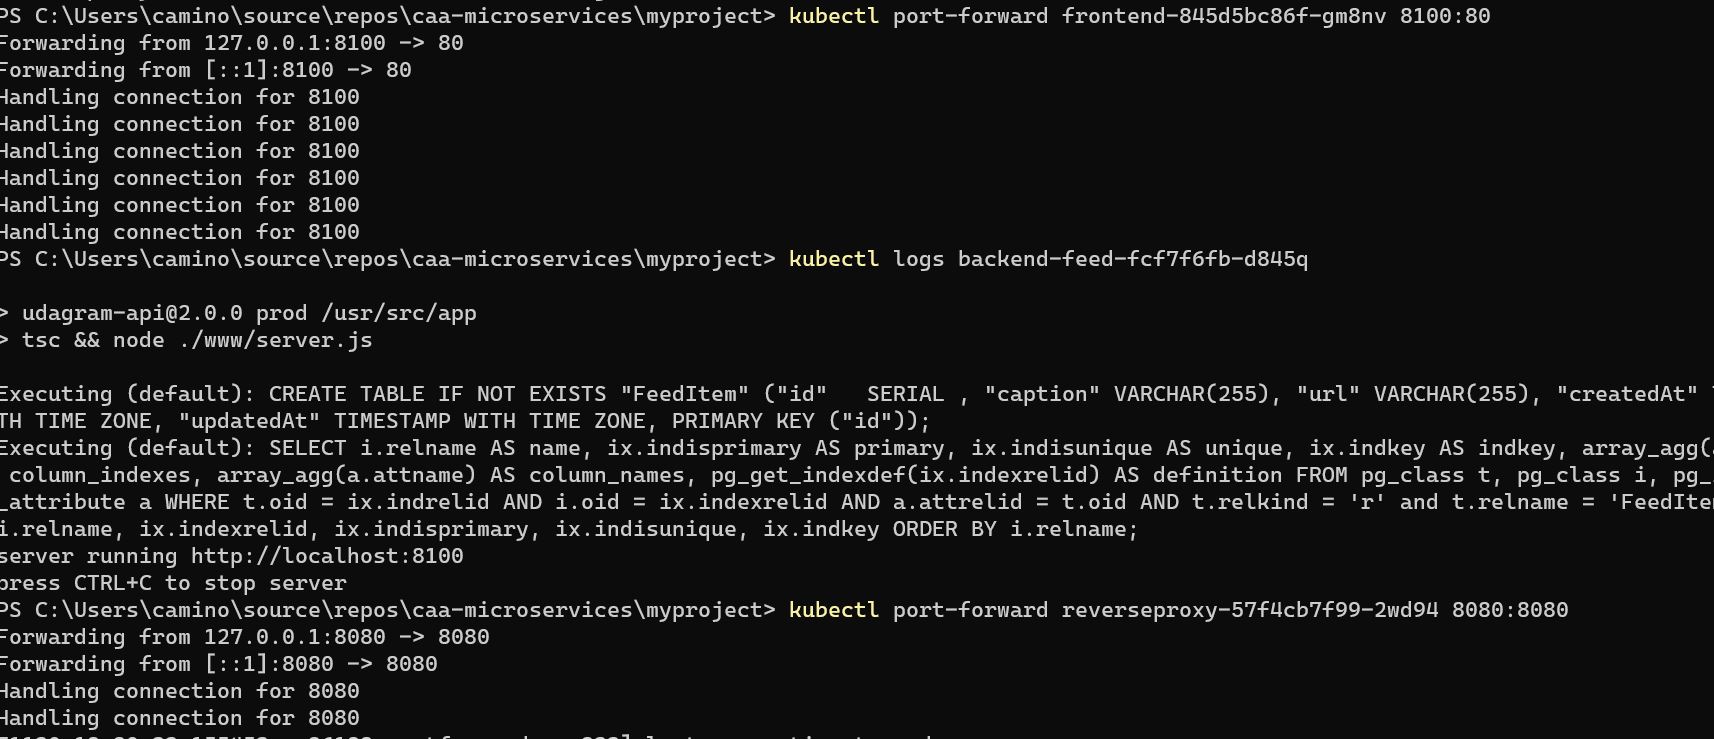 PS C:\Users\camino\source\repos\caa-microservices\myproject> kubectl port-forward frontend-845d5bc86f-gm8nv 8100:80
Forwarding from 127.0.0.1:8100 -> 80
Forwarding from [::1]:8100 -> 80
Handling connection for 8100
Handling connection for 8100
Handling connection for 8100
Handling connection for 8100
Handling connection for 8100
Handling connection for 8100
PS C:\Users\camino\source\repos\caa-microservices\myproject> kubectl logs backend-feed-fcf7f6fb-d845q
> udagram-api@2.0.0 prod /usr/src/app
> tsc && node ./www/server.js
Executing (default): CREATE TABLE IF NOT EXISTS "FeedItem" ("id"   SERIAL , "caption" VARCHAR(255), "url" VARCHAR(255), "createdAt"
TH TIME ZONE, "updatedAt" TIMESTAMP WITH TIME ZONE, PRIMARY KEY ("id"));
Executing (default): SELECT i.relname AS name, ix.indisprimary AS primary, ix.indisunique AS unique, ix.indkey AS indkey, array_agg(
column_indexes, array_agg(a.attname) AS column_names, pg_get_indexdef(ix.indexrelid) AS definition FROM pg_class t, pg_class i, pg_
_attribute a WHERE t.oid = ix.indrelid AND i.oid = ix.indexrelid AND a.attrelid = t.oid AND t.relkind = 'r' and t.relname = 'FeedIte
i.relname, ix.indexrelid, ix.indisprimary, ix.indisunique, ix.indkey ORDER BY i.relname;
server running http://localhost:8100
press CTRL+C to stop server
PS C:\Users\camino\source\repos\caa-microservices\myproject> kubectl port-forward reverseproxy-57f4cb7f99-2wd94 8080:8080
Forwarding from 127.0.0.1:8080 -> 8080
Forwarding from [::1]:8080 -> 8080
Handling connection for 8080
Handling connection for 8080